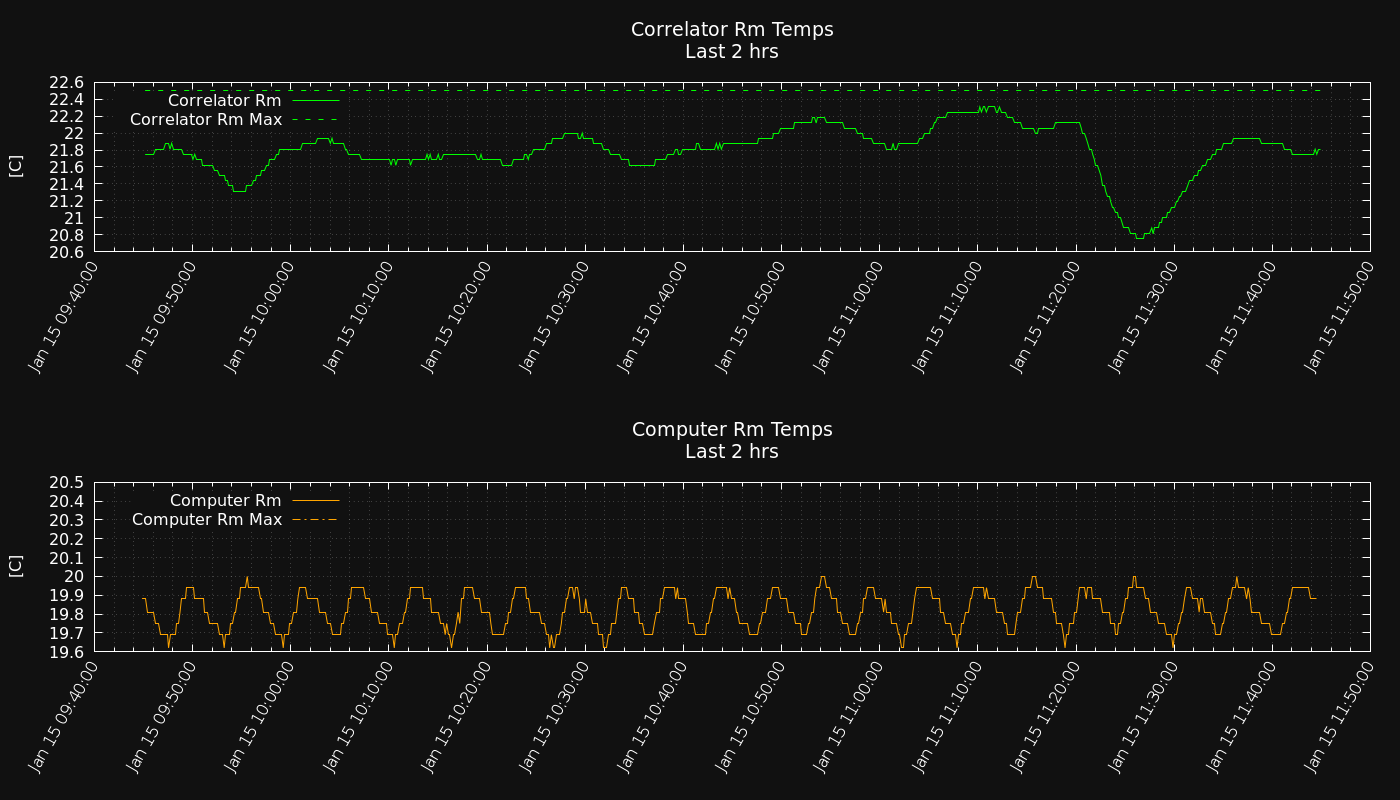 Correlator Rm Temps
Last 2 hrs
22.6
22.4
22.2
22
21.8
21.6
21.4
21.2
21
20.8
20.6
[C]
Correlator Rm
Correlator Rm Max
Jan 15 09:40:00
Jan 15 09:50:00
Jan 15 10:00:00
Jan 15 10:10:00
Jan 15 10:20:00
Jan 15 10:30:00
Jan 15 10:40:00
Jan 15 10:50:00
Jan 15 11:00:00
Jan 15 11:10:00
Jan 15 11:20:00
Jan 15 11:30:00
Jan 15 11:40:00
Jan 15 11:50:00
Computer Rm Temps
Last 2 hrs
20.5
20.4
20.3
20.2
20.1
20
19.9
19.8
19.7
19.6
[C]
Computer Rm
Computer Rm Max
Jan 15 09:40:00
Jan 15 09:50:00
Jan 15 10:00:00
Jan 15 10:10:00
Jan 15 10:20:00
Jan 15 10:30:00
Jan 15 10:40:00
Jan 15 10:50:00
Jan 15 11:00:00
Jan 15 11:10:00
Jan 15 11:20:00
Jan 15 11:30:00
Jan 15 11:40:00
Jan 15 11:50:00